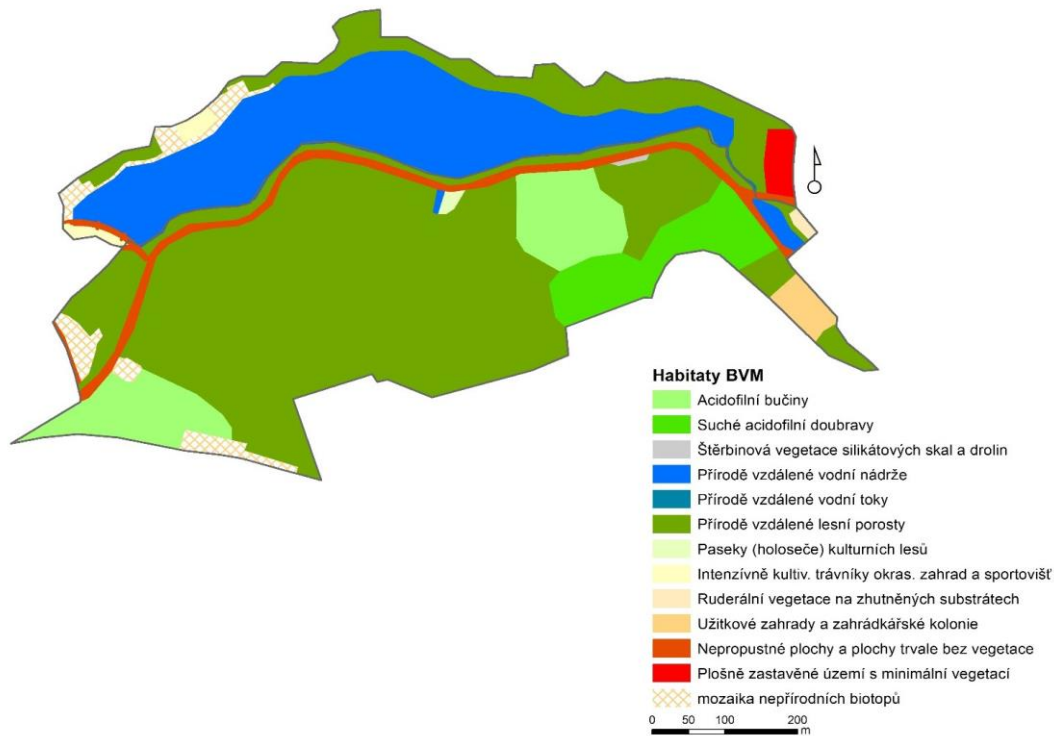 Habitaty BVM
Acidofilní bučiny
Suché acidofilní doubravy
Štěrbinová vegetace silikátových skal a drolin
Přírodě vzdálené vodní nádrže
Přírodě vzdálené vodní toky
Přírodě vzdálené lesní porosty
Paseky (holoseče) kulturních lesů
Intenzívně kultiv. trávníky okras. zahrad a sportovišť
Ruderální vegetace na zhutněných substrátech
Užitkové zahrady a zahrádkářské kolonie
Nepropustné plochy a plochy trvale bez vegetace
Plošně zastavěné území s minimální vegetací
mozaika nepřírodních biotopů
0 50 100 200
m